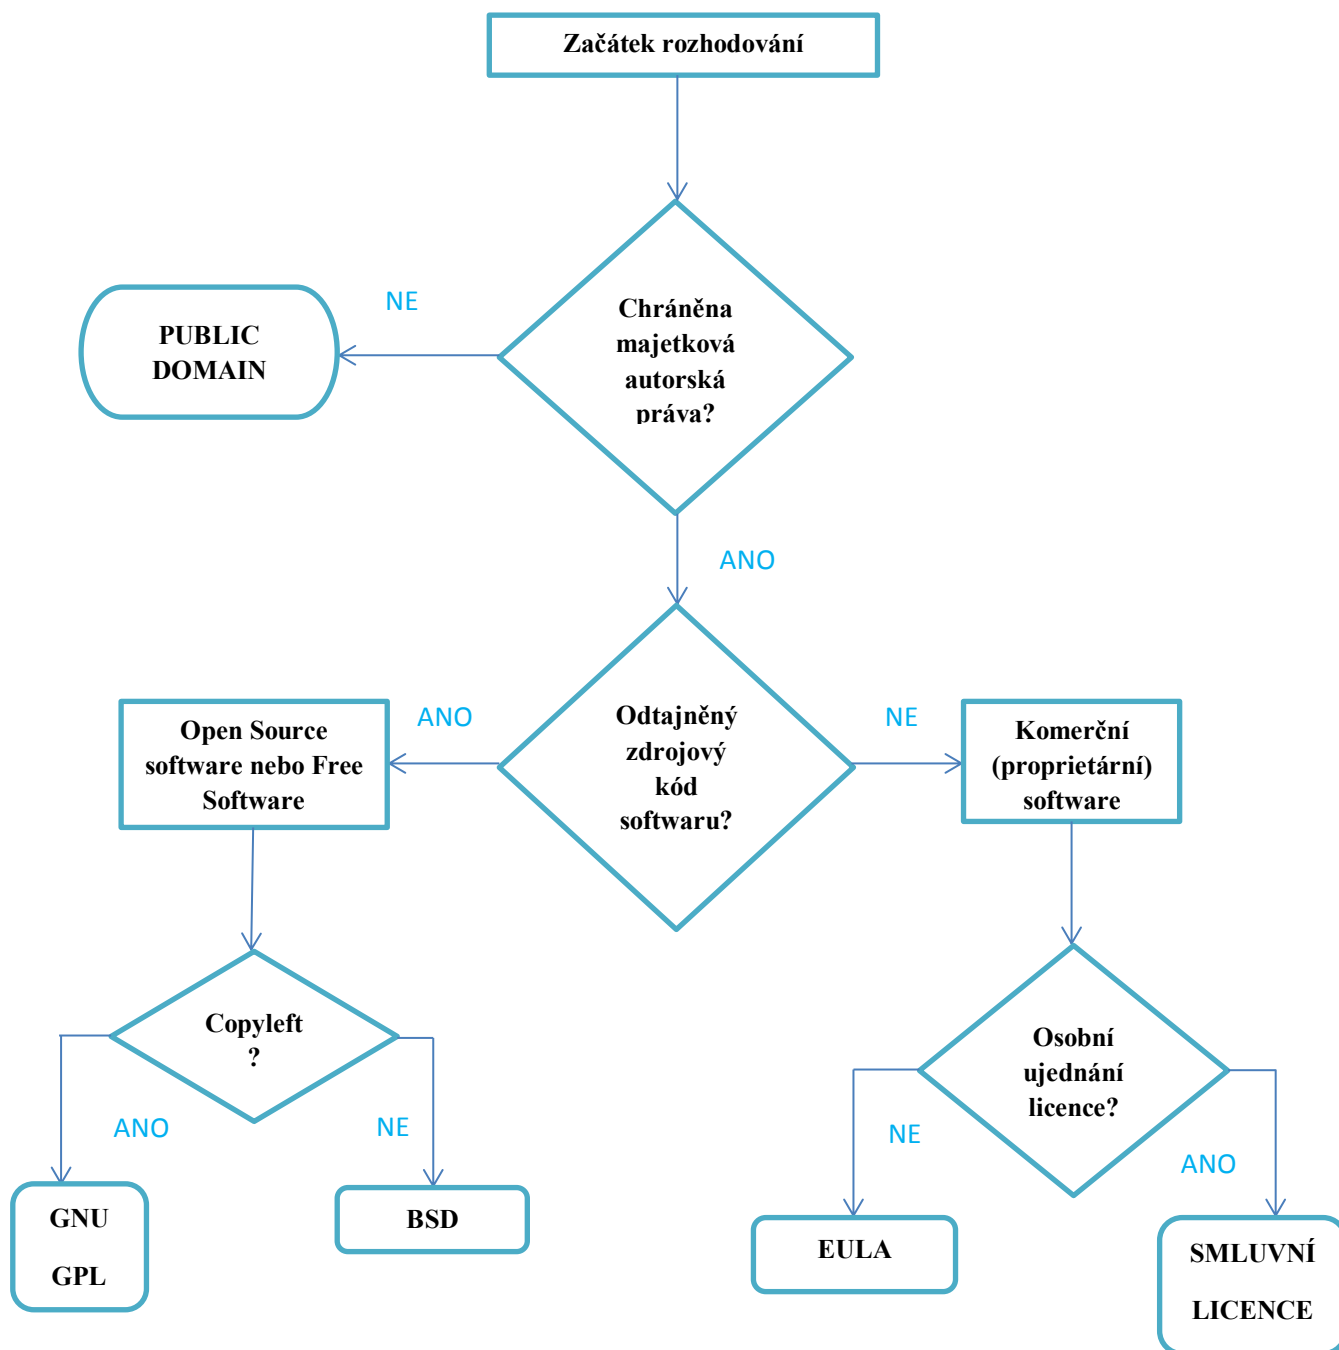 Začátek rozhodování
NE
PUBLIC
DOMAIN
Chráněna
majetková
autorská
práva?
ANO
Open Source
software nebo Free
Software
ANO
Odtajněný
zdrojový
kód
softwaru?
NE
Komerční
(proprietární)
software
Copyleft
?
ANO
NE
Osobní
ujednání
licence?
NE
ANO
GNU
GPL
BSD
EULA
SMLUVNÍ
LICENCE